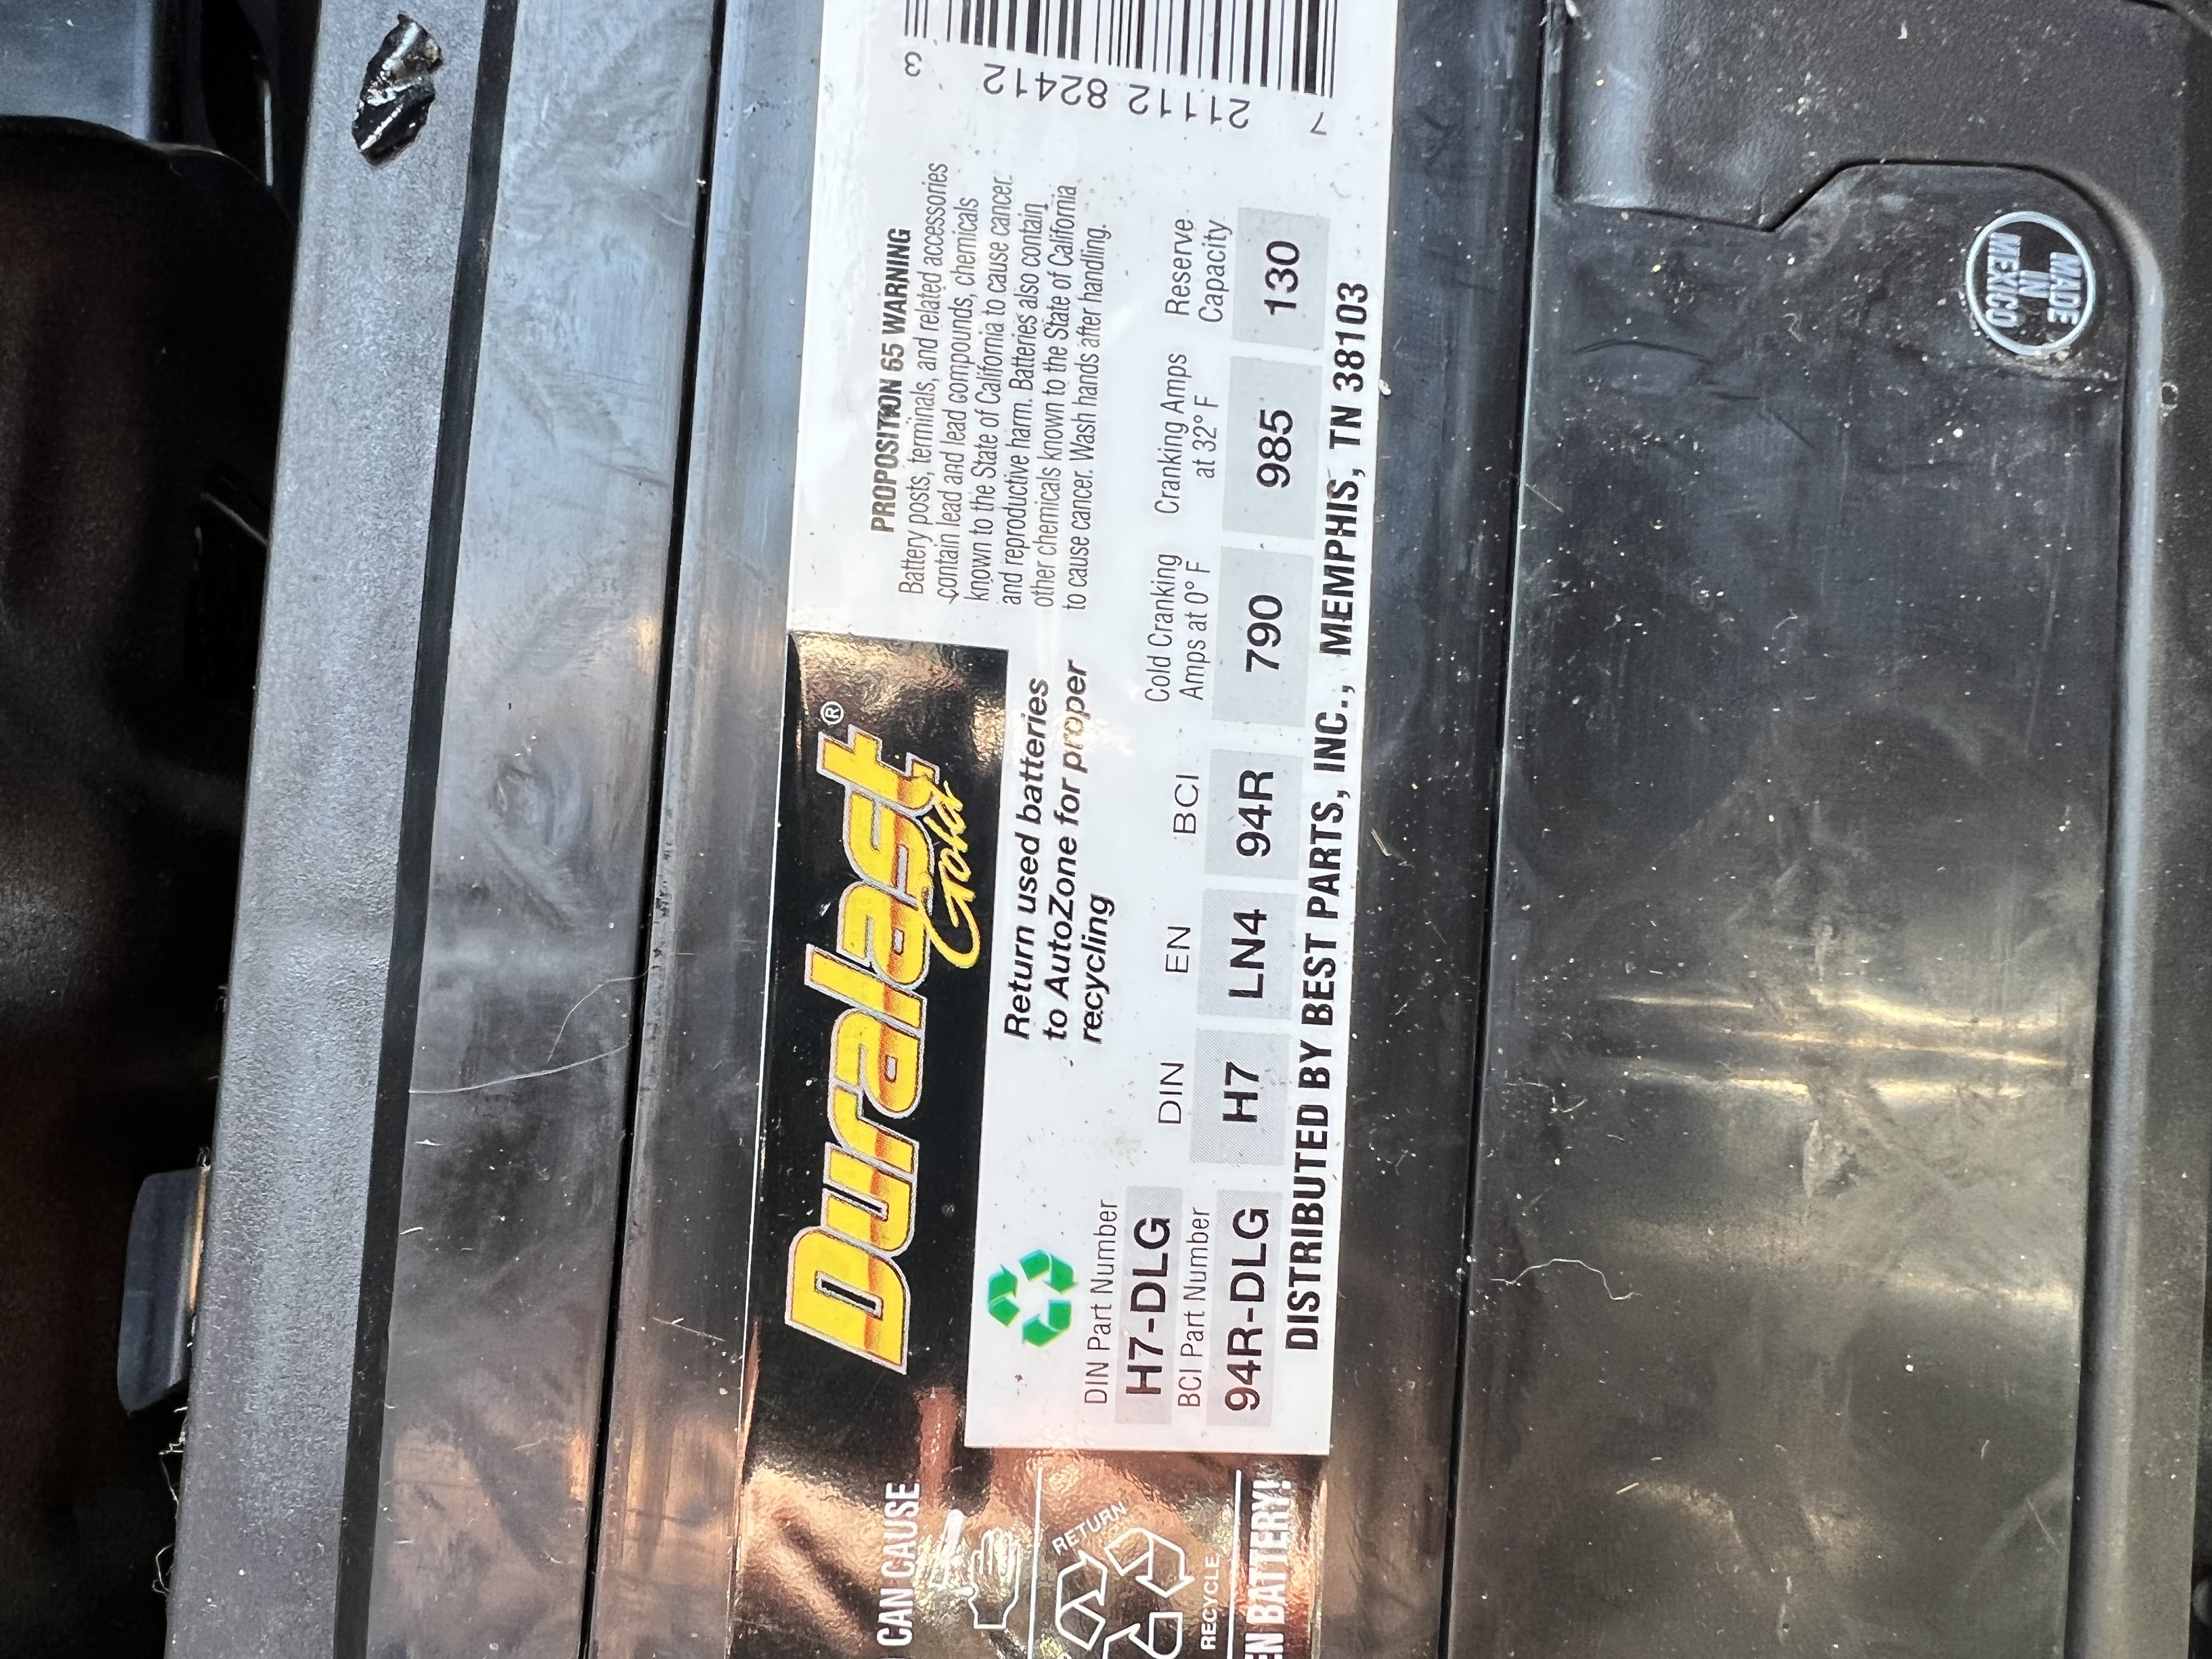 CAN CAUSE
RETURN
RECYCLE
EN BATTERY!
Duralast®
Gold
Return used batteries
to AutoZone for proper
recycling
PROPOSITION 65 WARNING
Battery posts, terminals, and related accessories
contain lead and lead compounds, chemicals
known to the State of California to cause cancer
and reproductive harm. Batteries also contain
other chemicals known to the State of California
to cause cancer. Wash hands after handling.
7 21112 82412 3
DIN Part Number
H7-DLG
BCI Part Number
94R-DLG
DIN EN BCI Cold Cranking Amps at 0° F Cranking Amps at 32° F Reserve Capacity
H7 LN4 94R 790 985 130
DISTRIBUTED BY BEST PARTS, INC., MEMPHIS, TN 38103
MADE
IN
MEXICO